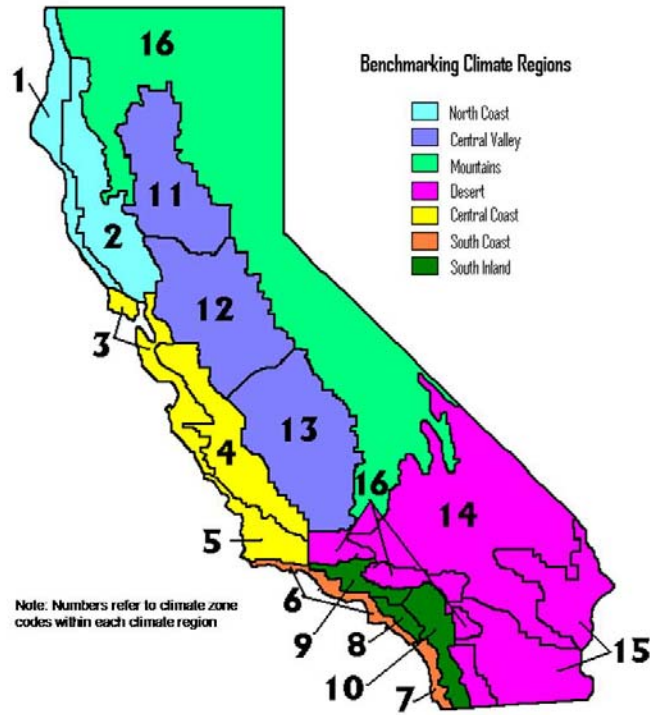 16
1
Benchmarking Climate Regions
North Coast
Central Valley
Mountains
Desert
Central Coast
South Coast
South Inland
11
2
12
3
13
4
16
14
5
Note: Numbers refer to climate zone
codes within each climate region
6
9
8
10
7
15